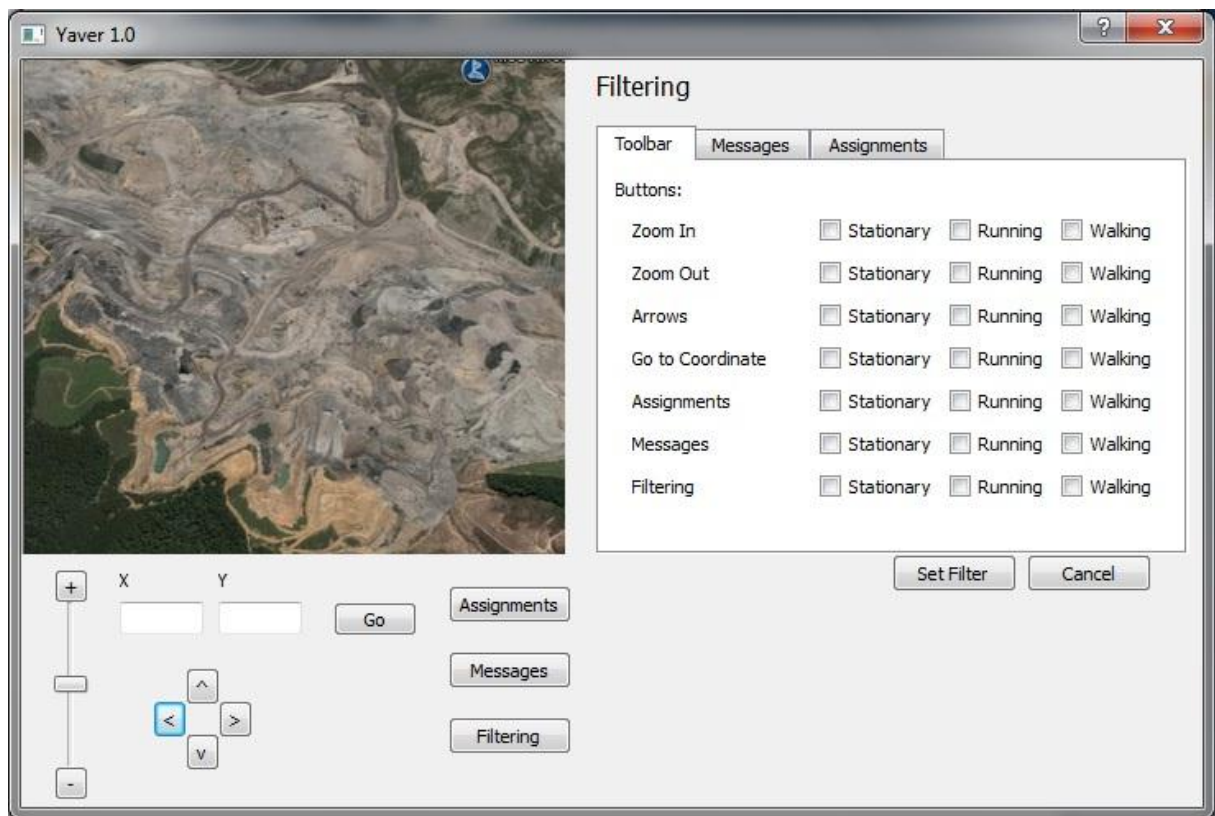 Yaver 1.0
Filtering
Toolbar Messages Assignments
Buttons:
Zoom In Stationary Running Walking
Zoom Out Stationary Running Walking
Arrows Stationary Running Walking
Go to Coordinate Stationary Running Walking
Assignments Stationary Running Walking
Messages Stationary Running Walking
Filtering Stationary Running Walking
Set Filter Cancel
+ X Y
Go Assignments
Messages
^
< >
v
Filtering
-